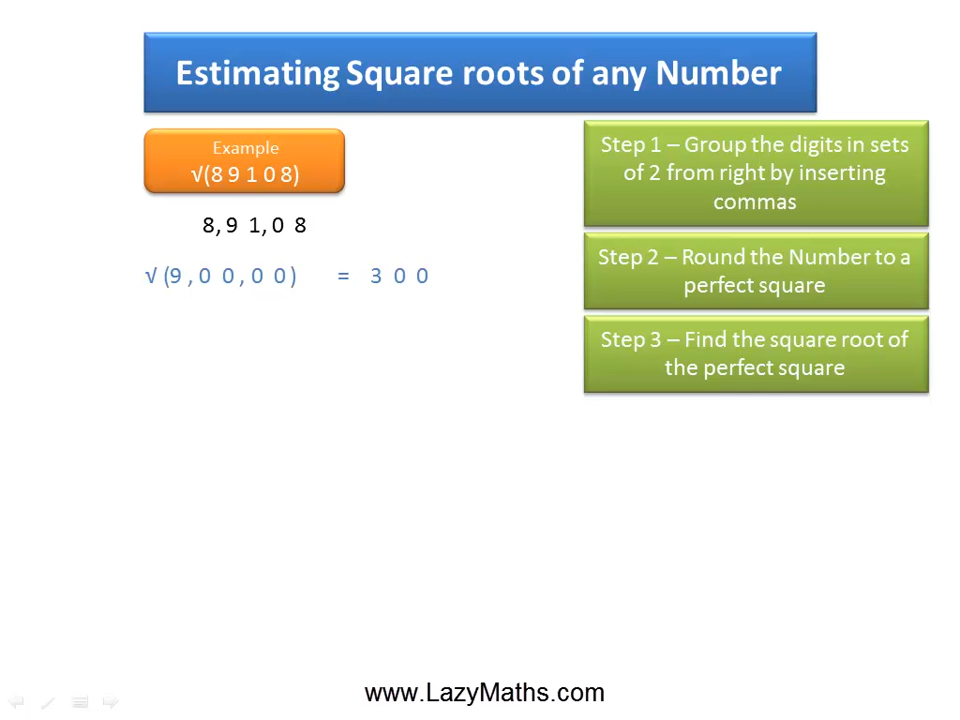 Estimating Square roots of any Number
Example
√(8 9 1 0 8)
8, 9 1, 0 8
√ (9 , 0 0 , 0 0 ) = 3 0 0
Step 1 – Group the digits in sets
of 2 from right by inserting
commas
Step 2 – Round the Number to a
perfect square
Step 3 – Find the square root of
the perfect square
www.LazyMaths.com